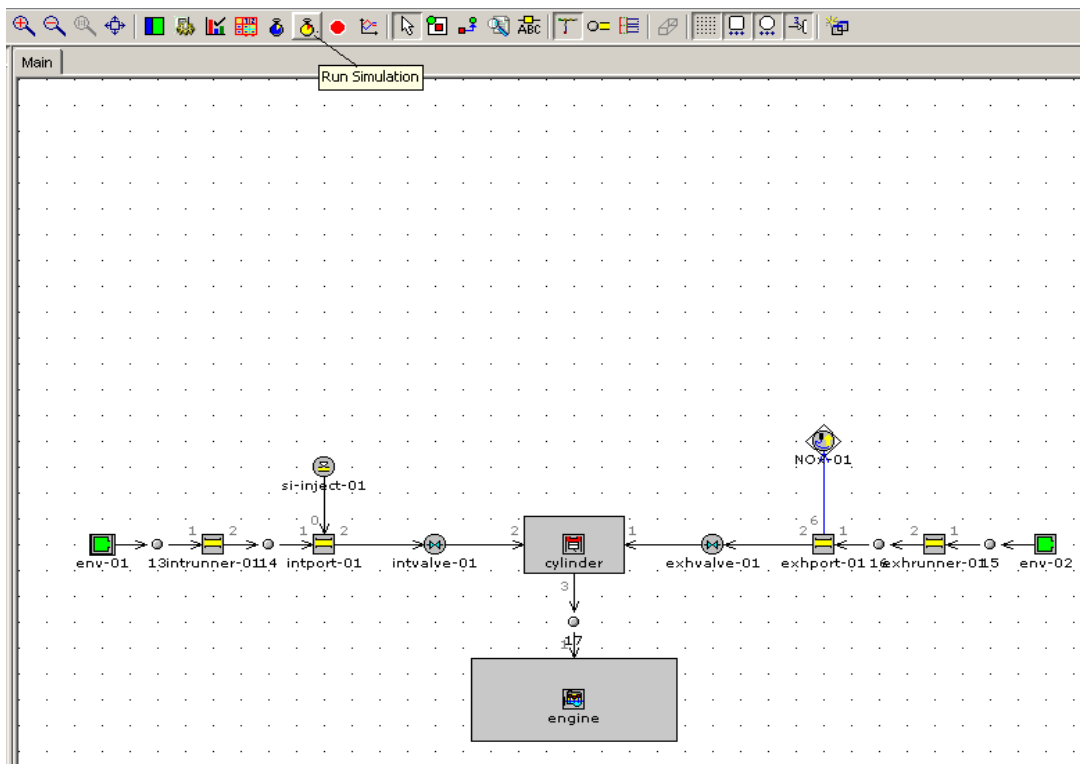 ABC
Main
Run Simulation
NOX-01
si-inject-01
0 6
1 2 1 2 2 1 2 1 2 1
env-01 13 intrunner-01 14 intport-01 intvalve-01 cylinder exhvalve-01 exhport-01 16 exhrunner-01 15 env-02
3
17
engine